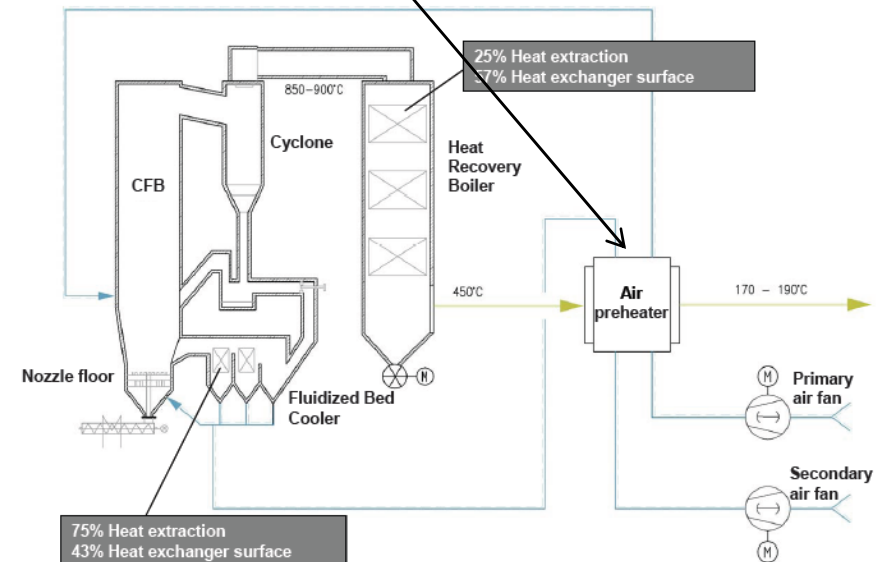 25% Heat extraction
57% Heat exchanger surface
850-900°C
Cyclone
Heat
Recovery
Boiler
CFB
450°C
Air
preheater
170 - 190°C
Nozzle floor
Fluidized Bed
Cooler
M
M
Primary
air fan
Secondary
air fan
M
75% Heat extraction
43% Heat exchanger surface